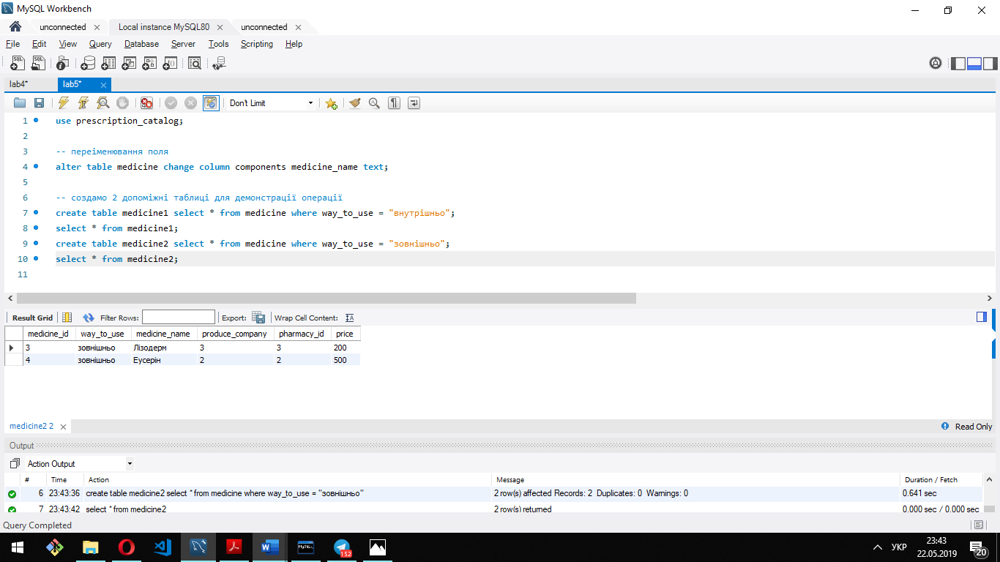 MySQL Workbench
unconnected Local instance MySQL80 unconnected
File Edit View Query Database Server Tools Scripting Help
lab4* lab5*
Don't Limit
1 use prescription_catalog;
2
3 -- переіменювання поля
4 alter table medicine change column components medicine_name text;
5
6 -- создамо 2 допоміжні таблиці для демонстрації операції
7 create table medicine1 select * from medicine where way_to_use = "внутрішньо";
8 select * from medicine1;
9 create table medicine2 select * from medicine where way_to_use = "зовнішньо";
10 select * from medicine2;
11
Result Grid Filter Rows: Export: Wrap Cell Content:
medicine_id way_to_use medicine_name produce_company pharmacy_id price
3 зовнішньо Лізодерм 3 3 200
4 зовнішньо Еусерін 2 2 500
medicine2 2 Read Only
Output
Action Output
# Time Action Message Duration / Fetch
6 23:43:36 create table medicine2 select * from medicine where way_to_use = "зовнішньо" 2 row(s) affected Records: 2 Duplicates: 0 Warnings: 0 0.641 sec
7 23:43:42 select * from medicine2 2 row(s) returned 0.000 sec / 0.000 sec
Query Completed
MySQL 152 УКР 23:43 20
22.05.2019